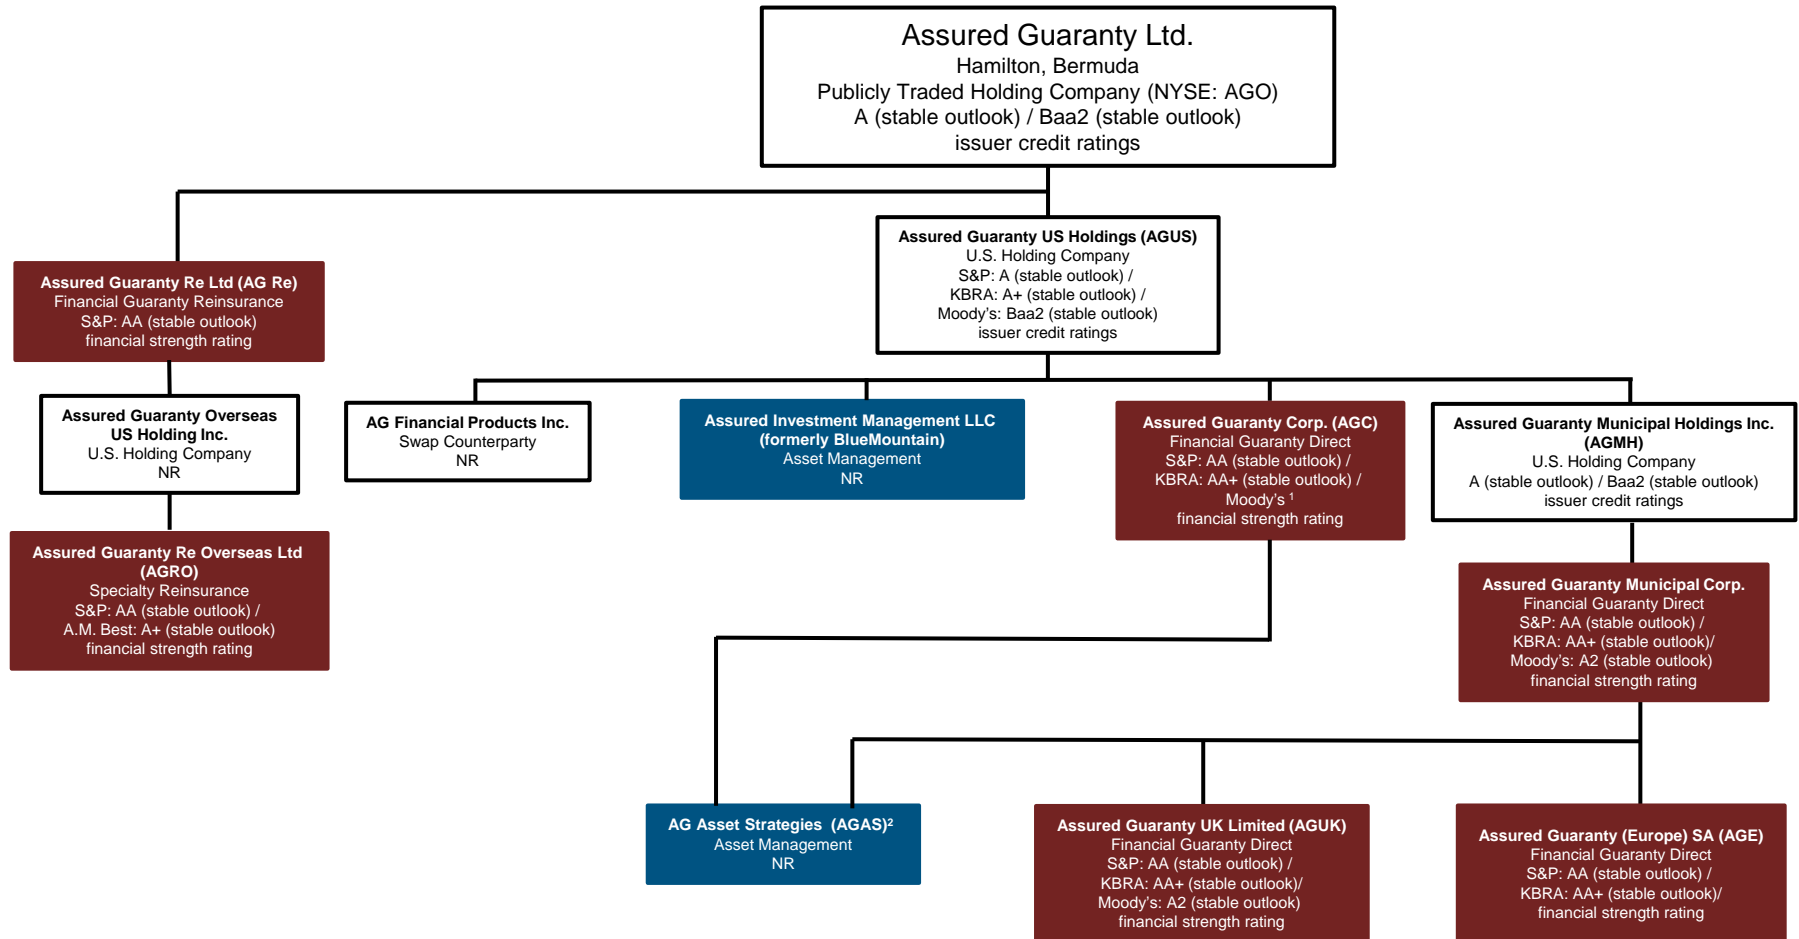 Assured Guaranty Ltd.
Hamilton, Bermuda
Publicly Traded Holding Company (NYSE: AGO)
A (stable outlook) / Baa2 (stable outlook)
issuer credit ratings
Assured Guaranty US Holdings (AGUS)
U.S. Holding Company
S&P: A (stable outlook) /
KBRA: A+ (stable outlook) /
Moody's: Baa2 (stable outlook)
issuer credit ratings
Assured Guaranty Re Ltd (AG Re)
Financial Guaranty Reinsurance
S&P: AA (stable outlook)
financial strength rating
Assured Guaranty Overseas
US Holding Inc.
U.S. Holding Company
NR
AG Financial Products Inc.
Swap Counterparty
NR
Assured Investment Management LLC
(formerly BlueMountain)
Asset Management
NR
Assured Guaranty Corp. (AGC)
Financial Guaranty Direct
S&P: AA (stable outlook) /
KBRA: AA+ (stable outlook) /
Moody's ¹
financial strength rating
Assured Guaranty Municipal Holdings Inc.
(AGMH)
U.S. Holding Company
A (stable outlook) / Baa2 (stable outlook)
issuer credit ratings
Assured Guaranty Re Overseas Ltd
(AGRO)
Specialty Reinsurance
S&P: AA (stable outlook) /
A.M. Best: A+ (stable outlook)
financial strength rating
Assured Guaranty Municipal Corp.
Financial Guaranty Direct
S&P: AA (stable outlook) /
KBRA: AA+ (stable outlook)/
Moody's: A2 (stable outlook)
financial strength rating
AG Asset Strategies (AGAS)²
Asset Management
NR
Assured Guaranty UK Limited (AGUK)
Financial Guaranty Direct
S&P: AA (stable outlook) /
KBRA: AA+ (stable outlook)/
Moody's: A2 (stable outlook)
financial strength rating
Assured Guaranty (Europe) SA (AGE)
Financial Guaranty Direct
S&P: AA (stable outlook) /
KBRA: AA+ (stable outlook)/
financial strength rating